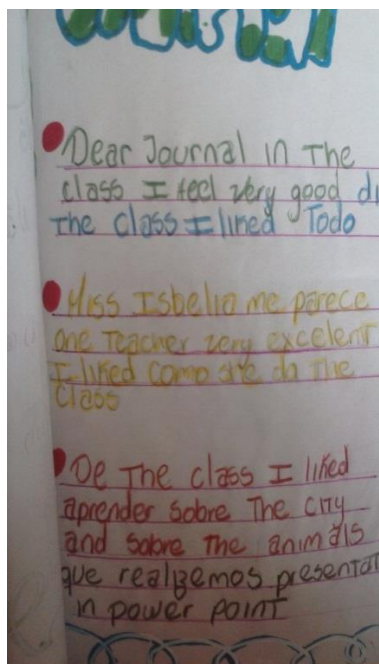 Dear Journal In The
class I feel very good
The class I liked Todo
Miss Isbelia me parece
one Teacher very excelent
I liked como she da The
Class
De The class I liked
aprender sobre The city
and sobre The animals
que realizemos
in power point